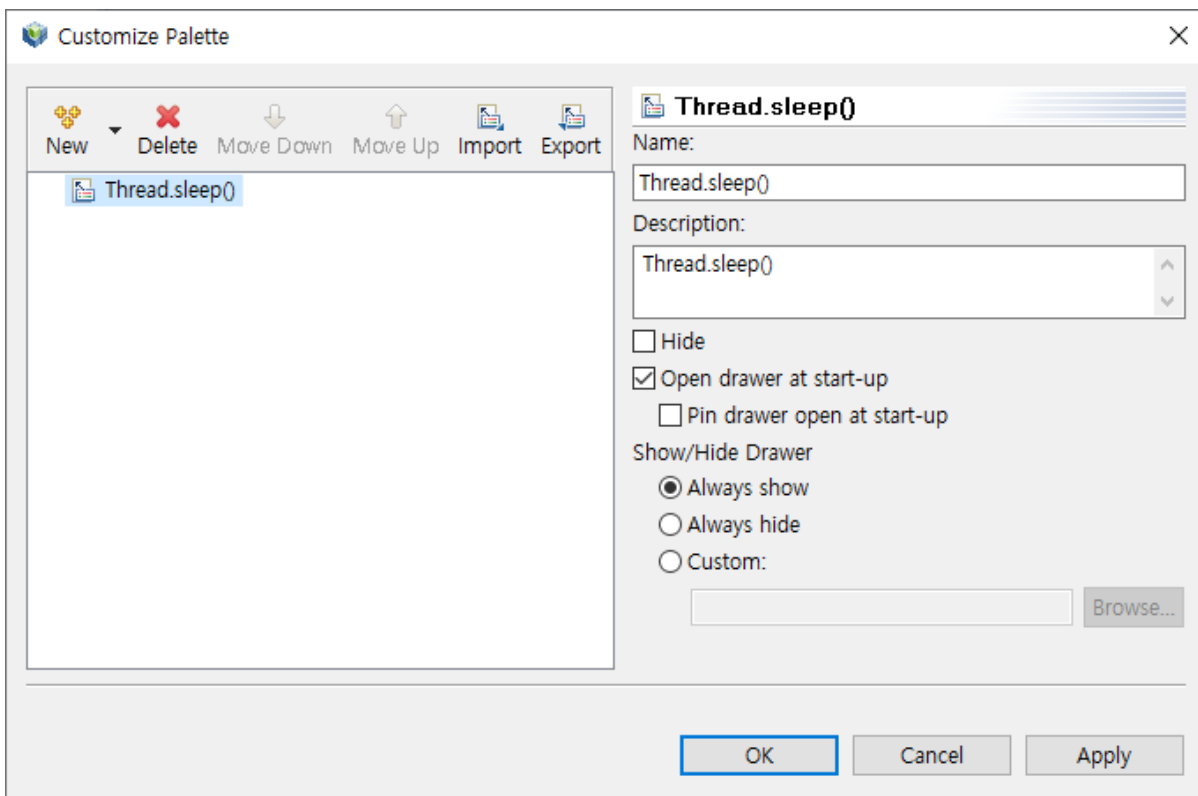 Customize Palette
New
Delete
Move Down
Move Up
Import
Export
Thread.sleep()
Thread.sleep()
Name:
Thread.sleep()
Description:
Thread.sleep()
Hide
Open drawer at start-up
Pin drawer open at start-up
Show/Hide Drawer
Always show
Always hide
Custom:
Browse...
OK
Cancel
Apply